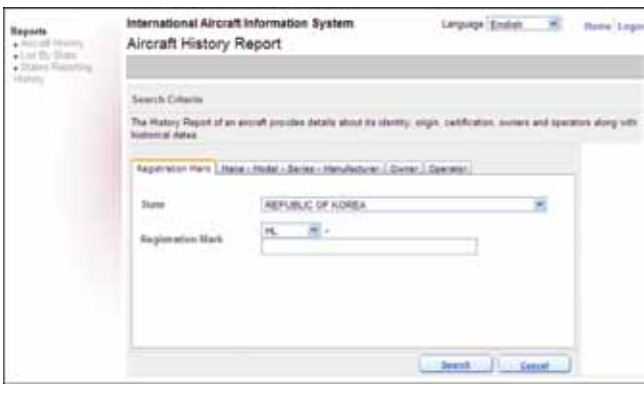 International Aircraft Information System
Language English
Home Logout
Reports
Aircraft History
List By State
States Reporting
History
Aircraft History Report
Search Criteria
The History Report of an aircraft provides details about its identity, origin, certification, owners and operators along with
historical dates.
Registration Mark Name - Model - Series - Manufacturer Owner Operator
State REPUBLIC OF KOREA
Registration Mark HL -
Search Cancel